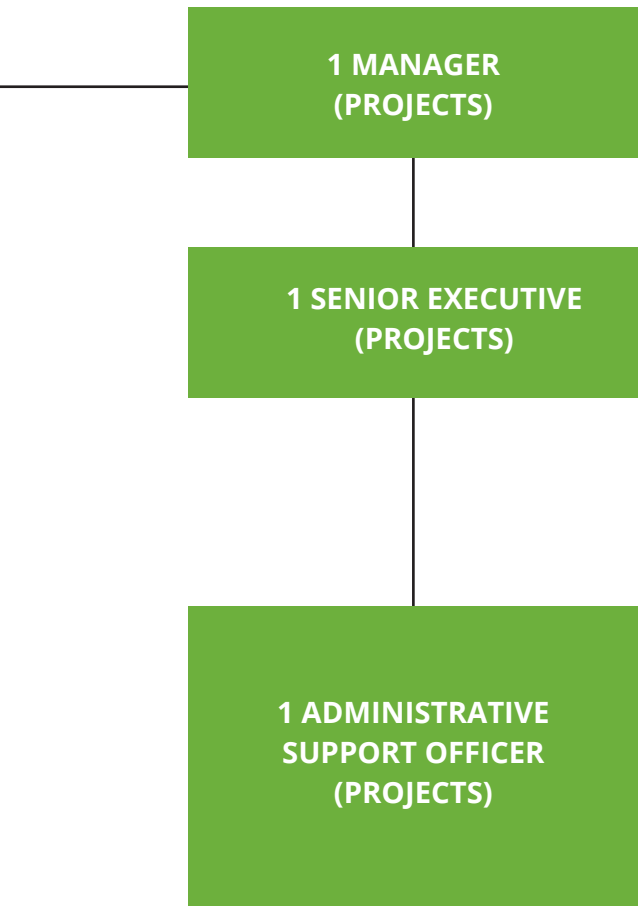 1 MANAGER
(PROJECTS)
1 SENIOR EXECUTIVE
(PROJECTS)
1 ADMINISTRATIVE
SUPPORT OFFICER
(PROJECTS)